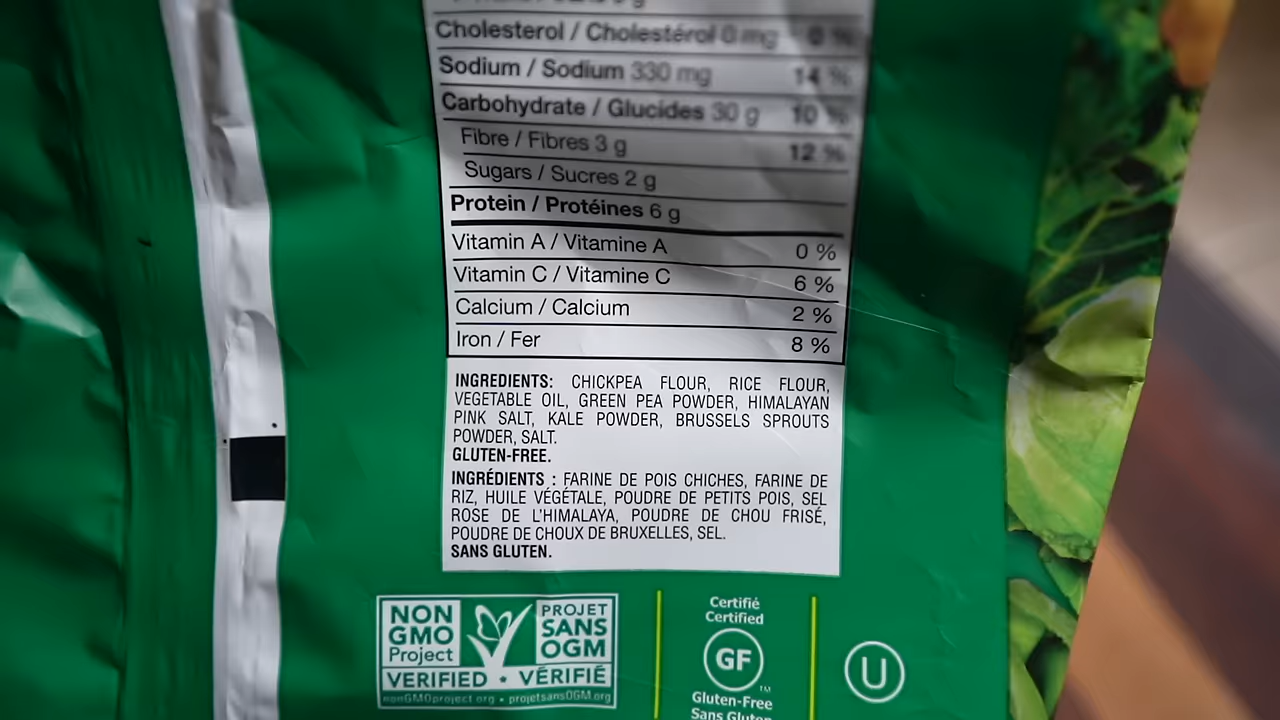 Cholesterol / Cholestérol 0 mg 0 %
Sodium / Sodium 330 mg 14 %
Carbohydrate / Glucides 30 g 10 %
Fibre / Fibres 3 g 12 %
Sugars / Sucres 2 g
Protein / Protéines 6 g
Vitamin A / Vitamine A 0 %
Vitamin C / Vitamine C 6 %
Calcium / Calcium 2 %
Iron / Fer 8 %
INGREDIENTS: CHICKPEA FLOUR, RICE FLOUR,
VEGETABLE OIL, GREEN PEA POWDER, HIMALAYAN
PINK SALT, KALE POWDER, BRUSSELS SPROUTS
POWDER, SALT.
GLUTEN-FREE.
INGRÉDIENTS : FARINE DE POIS CHICHES, FARINE DE
RIZ, HUILE VÉGÉTALE, POUDRE DE PETITS POIS, SEL
ROSE DE L'HIMALAYA, POUDRE DE CHOU FRISÉ,
POUDRE DE CHOUX DE BRUXELLES, SEL.
SANS GLUTEN.
NON
GMO
Project
PROJET
SANS
OGM
VERIFIED • VÉRIFIÉ
nonGMOproject.org • projetsansOGM.org
Certifié
Certified
GF
TM
Gluten-Free
Sans Gluten
U